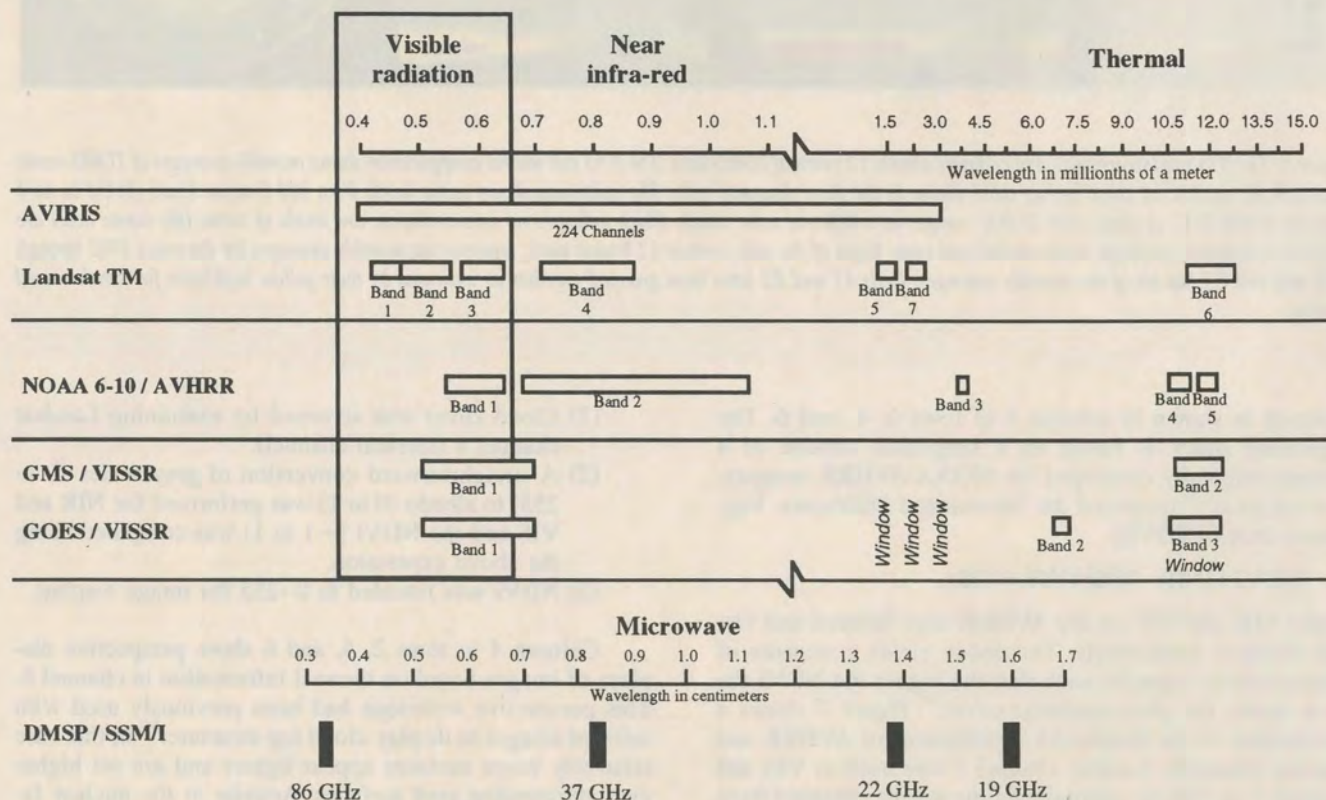 Visible
radiation
Near
infra-red
Thermal
0.4 0.5 0.6 0.7 0.8 0.9 1.0 1.1 1.5 2.0 3.0 4.5 6.0 7.5 9.0 10.5 12.0 13.5 15.0
Wavelength in millionths of a meter
AVIRIS
224 Channels
Landsat TM
Band 1
Band 2
Band 3
Band 4
Band 5
Band 7
Band 6
NOAA 6-10 / AVHRR
Band 1
Band 2
Band 3
Band 4
Band 5
GMS / VISSR
Band 1
Band 2
GOES / VISSR
Band 1
Window
Window
Window
Band 2
Band 3
Window
Microwave
0.3 0.4 0.5 0.6 0.7 0.8 0.9 1.0 1.1 1.2 1.3 1.4 1.5 1.6 1.7
Wavelength in centimeters
DMSP / SSM/I
86 GHz
37 GHz
22 GHz
19 GHz